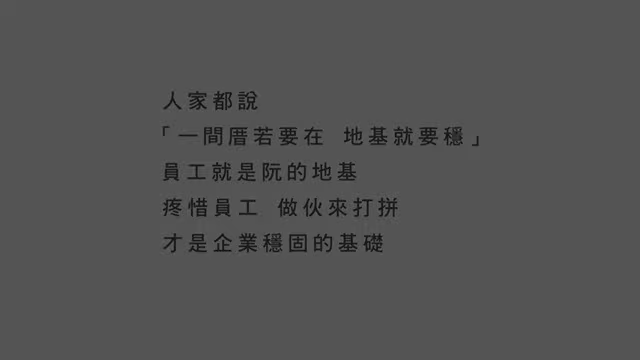 人家都說
「一間厝若要在 地基就要穩」
員工就是阮的地基
疼惜員工 做伙來打拼
才是企業穩固的基礎